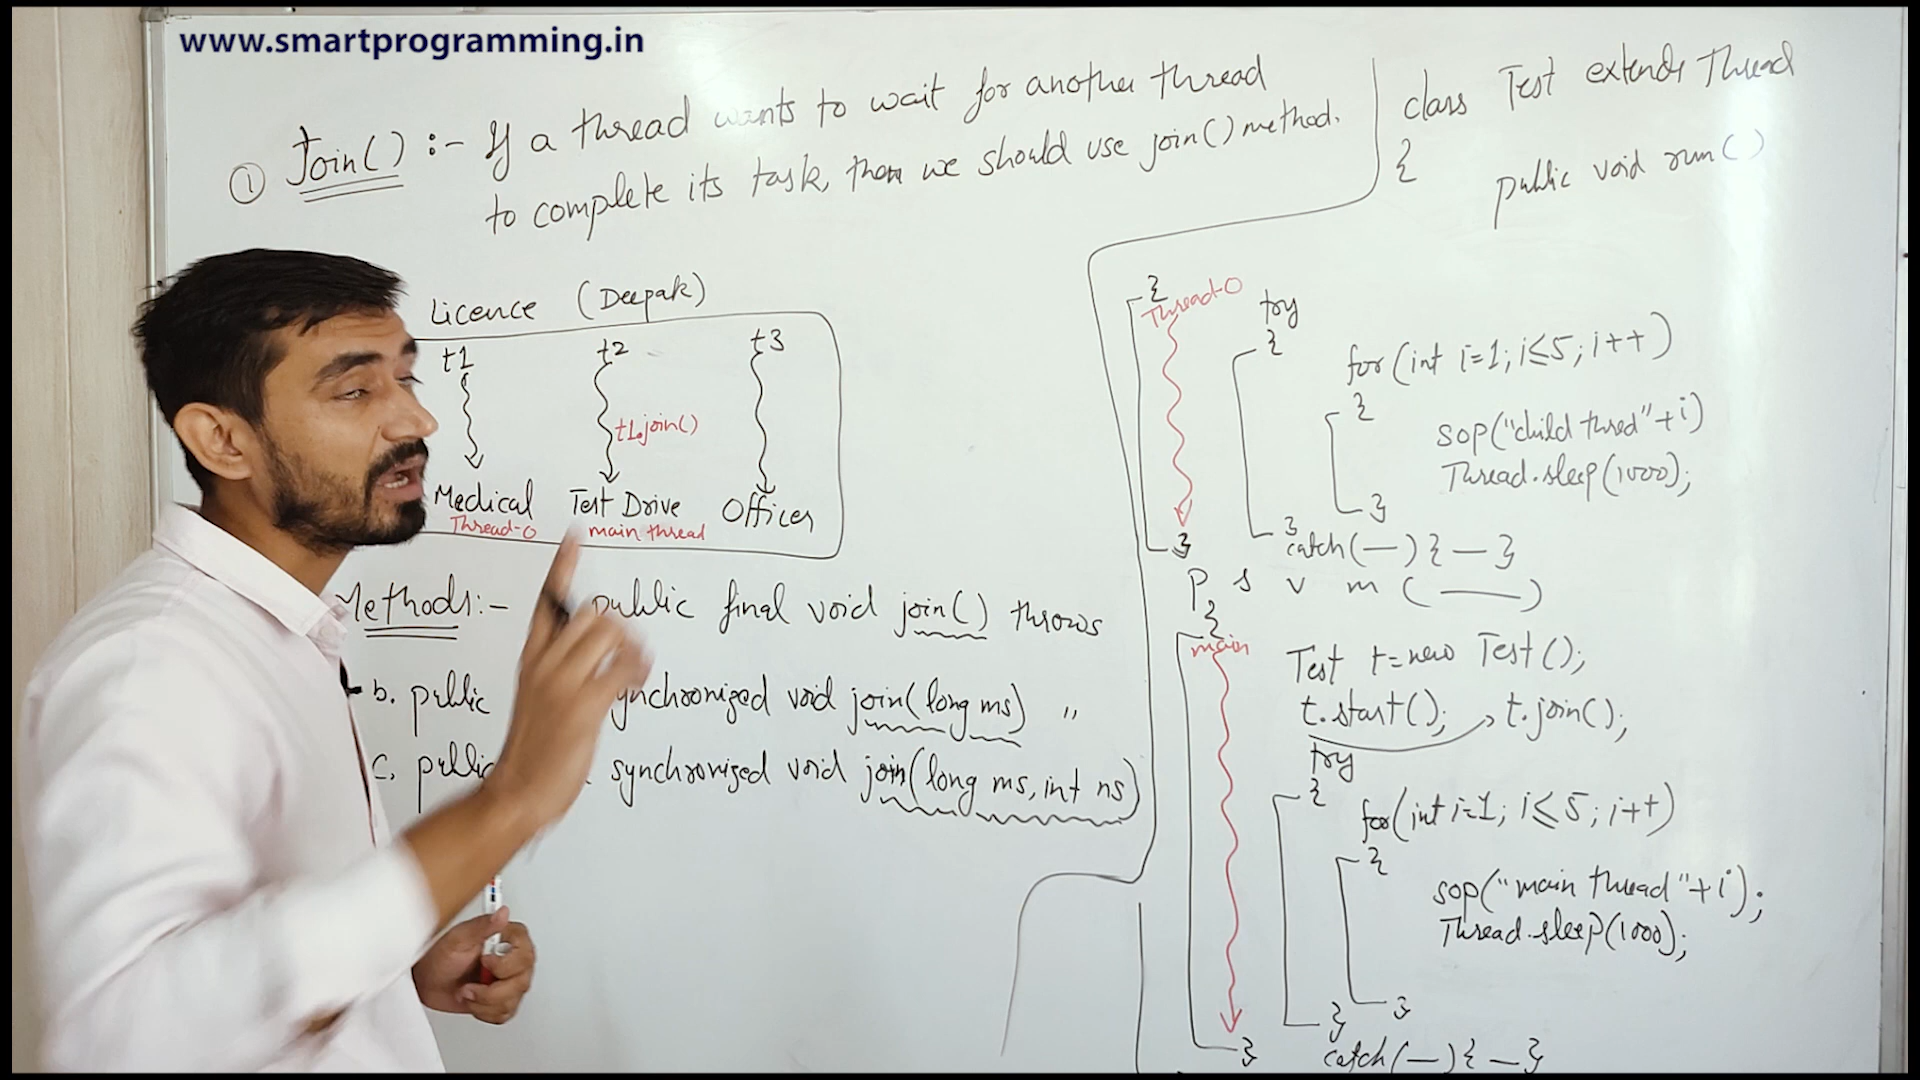 www.smartprogramming.in
① Join() :- If a thread wants to wait for another thread
to complete its task, then we should use join() method.
Licence (Deepak)
t1 t2 t3
t1.join()
Medical Test Drive Officer
Thread-0 main thread
Methods:- public final void join() throws
b. public synchronized void join(long ms) "
c. public synchronized void join(long ms, int ns)
class Test extends Thread
{
public void run()
{
Thread-0
try
{
for(int i=1; i≤5; i++)
{
sop("child thred"+i)
Thread.sleep(1000);
}
}
catch(—){ — }
}
p s v m (——)
{
main
Test t=new Test();
t.start(); t.join();
try
{
for(int i=1; i≤5; i++)
{
sop("main thread"+i);
Thread.sleep(1000);
}
}
catch(—){ — }
}